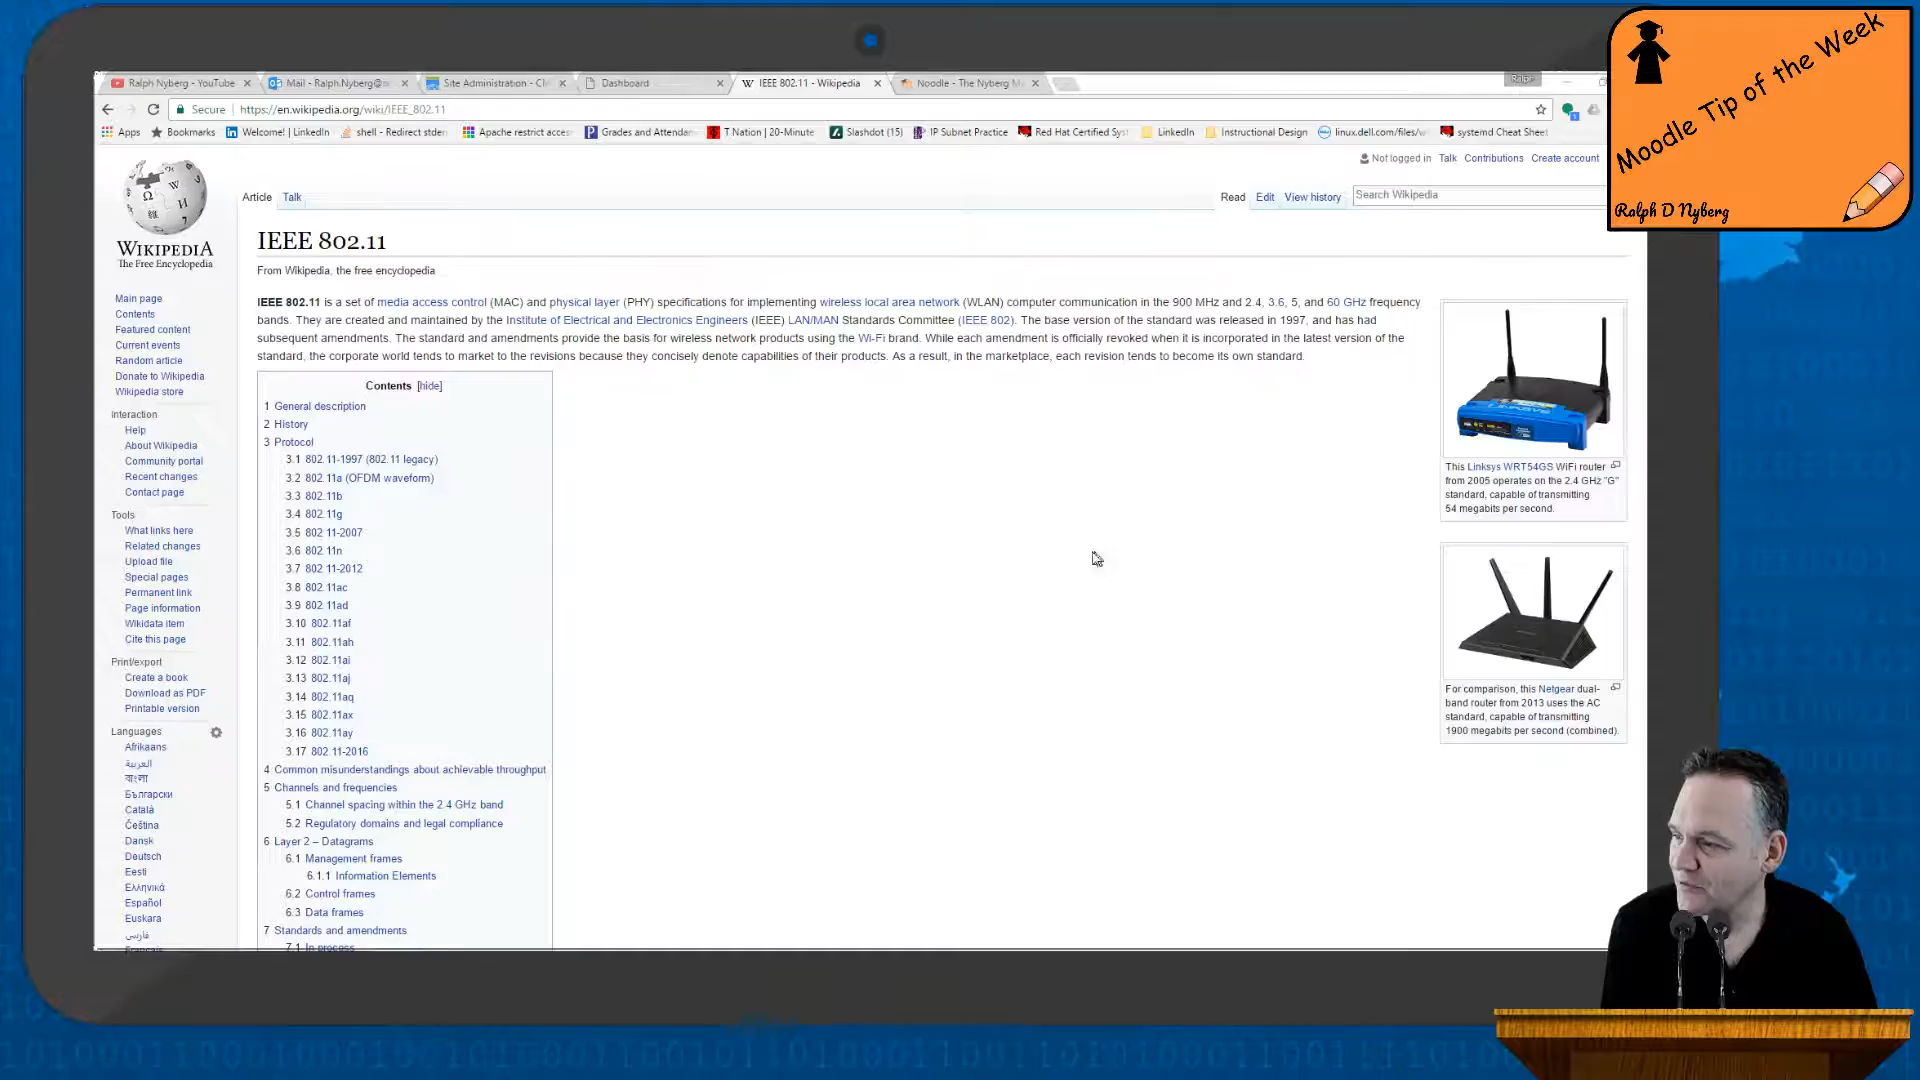 Ralph Nyberg - YouTube
Mail - Ralph.Nyberg@
Site Administration - CM
Dashboard
W IEEE 802.11 - Wikipedia
Noodle - The Nyberg M
Ralph
Secure
https://en.wikipedia.org/wiki/IEEE_802.11
Apps
Bookmarks
Welcome! | LinkedIn
shell - Redirect stderr
Apache restrict acces
Grades and Attendan
T Nation | 20-Minute
Slashdot (15)
IP Subnet Practice
Red Hat Certified Sys
LinkedIn
Instructional Design
linux.dell.com/files/w
systemd Cheat Sheet
Moodle Tip of the Week
Ralph D Nyberg
Not logged in Talk Contributions Create account
Article Talk
Read Edit View history
Search Wikipedia
WIKIPEDIA
The Free Encyclopedia
Main page
Contents
Featured content
Current events
Random article
Donate to Wikipedia
Wikipedia store
Interaction
Help
About Wikipedia
Community portal
Recent changes
Contact page
Tools
What links here
Related changes
Upload file
Special pages
Permanent link
Page information
Wikidata item
Cite this page
Print/export
Create a book
Download as PDF
Printable version
Languages
Afrikaans
العربية
বাংলা
Български
Català
Čeština
Dansk
Deutsch
Eesti
Ελληνικά
Español
Euskara
فارسی
Français
IEEE 802.11
From Wikipedia, the free encyclopedia
IEEE 802.11 is a set of media access control (MAC) and physical layer (PHY) specifications for implementing wireless local area network (WLAN) computer communication in the 900 MHz and 2.4, 3.6, 5, and 60 GHz frequency
bands. They are created and maintained by the Institute of Electrical and Electronics Engineers (IEEE) LAN/MAN Standards Committee (IEEE 802). The base version of the standard was released in 1997, and has had
subsequent amendments. The standard and amendments provide the basis for wireless network products using the Wi-Fi brand. While each amendment is officially revoked when it is incorporated in the latest version of the
standard, the corporate world tends to market to the revisions because they concisely denote capabilities of their products. As a result, in the marketplace, each revision tends to become its own standard.
Contents [hide]
1 General description
2 History
3 Protocol
3.1 802.11-1997 (802.11 legacy)
3.2 802.11a (OFDM waveform)
3.3 802.11b
3.4 802.11g
3.5 802.11-2007
3.6 802.11n
3.7 802.11-2012
3.8 802.11ac
3.9 802.11ad
3.10 802.11af
3.11 802.11ah
3.12 802.11ai
3.13 802.11aj
3.14 802.11aq
3.15 802.11ax
3.16 802.11ay
3.17 802.11-2016
4 Common misunderstandings about achievable throughput
5 Channels and frequencies
5.1 Channel spacing within the 2.4 GHz band
5.2 Regulatory domains and legal compliance
6 Layer 2 – Datagrams
6.1 Management frames
6.1.1 Information Elements
6.2 Control frames
6.3 Data frames
7 Standards and amendments
7.1 In process
LINKSYS
This Linksys WRT54GS WiFi router
from 2005 operates on the 2.4 GHz "G"
standard, capable of transmitting
54 megabits per second.
For comparison, this Netgear dual-
band router from 2013 uses the AC
standard, capable of transmitting
1900 megabits per second (combined).